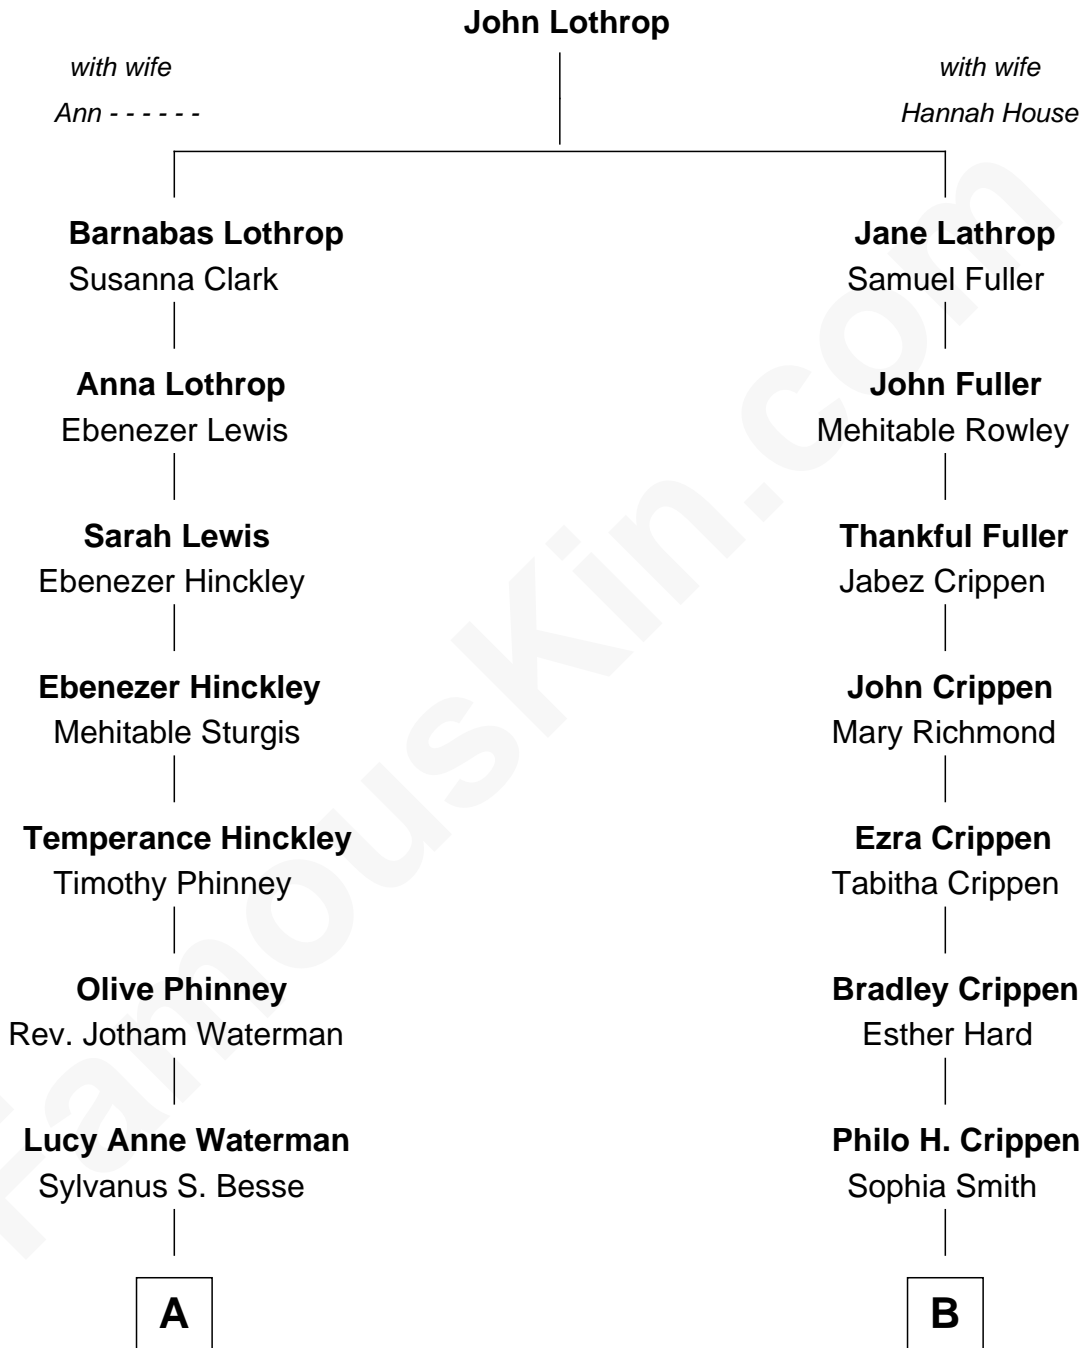 John Lothrop
with wife
Ann - - - - - -
with wife
Hannah House
Barnabas Lothrop
Susanna Clark
Jane Lathrop
Samuel Fuller
Anna Lothrop
Ebenezer Lewis
John Fuller
Mehitable Rowley
Sarah Lewis
Ebenezer Hinckley
Thankful Fuller
Jabez Crippen
Ebenezer Hinckley
Mehitable Sturgis
John Crippen
Mary Richmond
Temperance Hinckley
Timothy Phinney
Ezra Crippen
Tabitha Crippen
Olive Phinney
Rev. Jotham Waterman
Bradley Crippen
Esther Hard
Lucy Anne Waterman
Sylvanus S. Besse
Philo H. Crippen
Sophia Smith
A
B
FamousKin.com